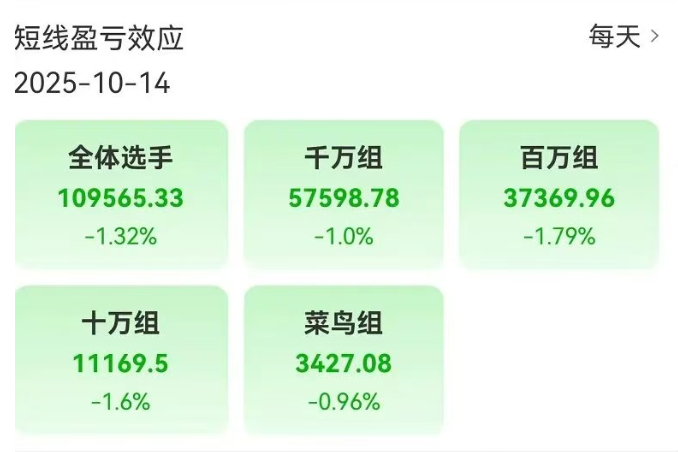 短线盈亏效应
每天 >
2025-10-14
全体选手
109565.33
-1.32%
千万组
57598.78
-1.0%
百万组
37369.96
-1.79%
十万组
11169.5
-1.6%
菜鸟组
3427.08
-0.96%